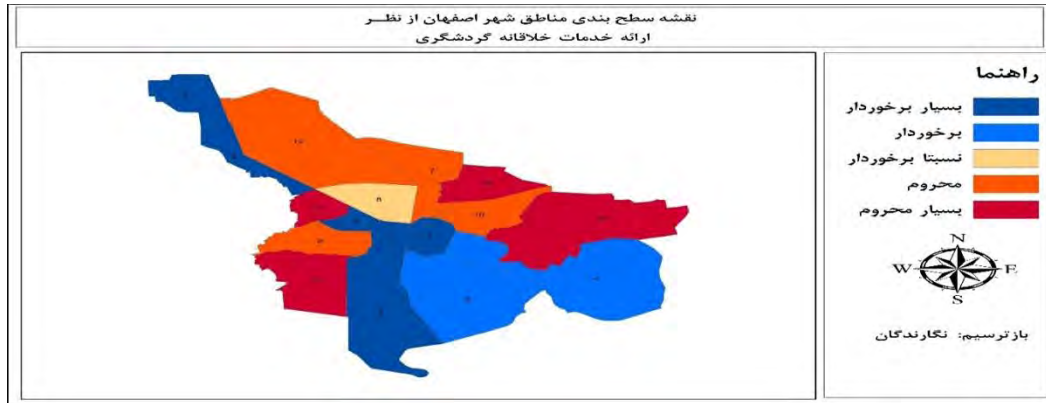 نقشه سطح بندی مناطق شهر اصفهان از نظـر
ارائه خدمات خلاقانه گردشگری
راهنما
بسیار برخوردار
برخوردار
نسبتا برخوردار
محروم
بسیار محروم
N
W E
S
بازترسیم: نگارندگان